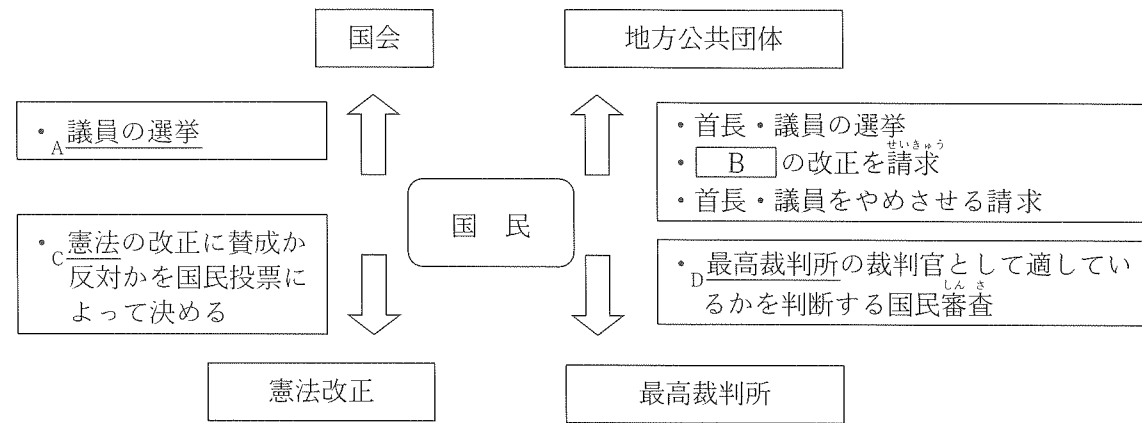 国会
地方公共団体
・A議員の選挙
・首長・議員の選挙
・Bの改正を請求
せいきゅう
・首長・議員をやめさせる請求
国民
・C憲法の改正に賛成か
反対かを国民投票に
よって決める
・D最高裁判所の裁判官として適してい
るかを判断する国民審査
しんさ
憲法改正
最高裁判所